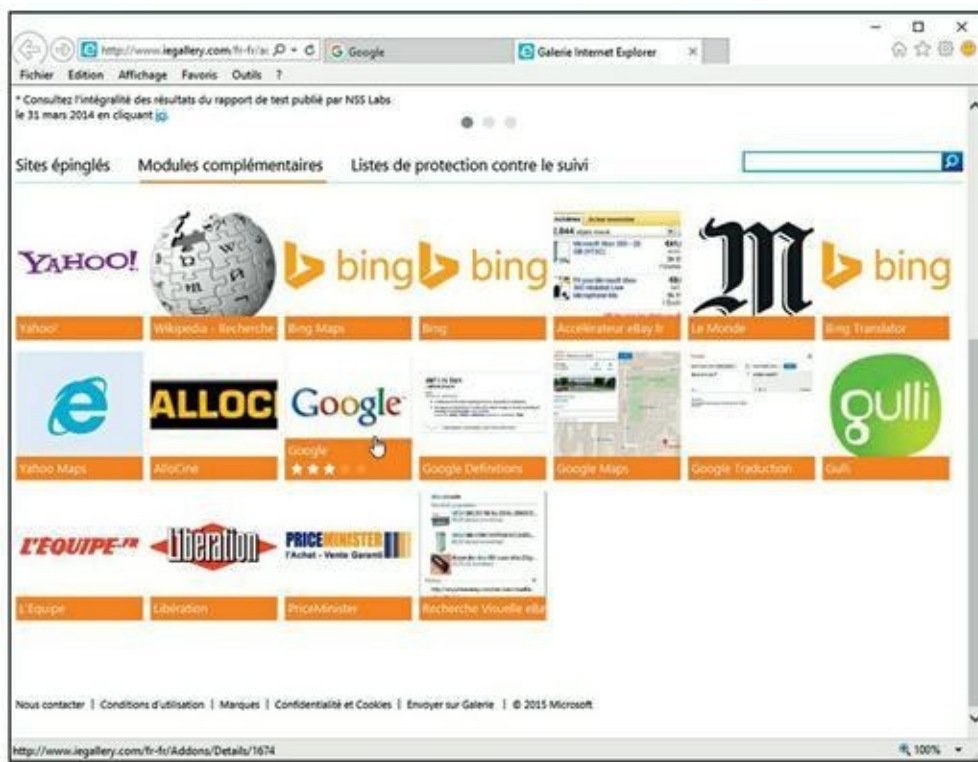 http://www.iegallery.com/fr-fr/ac
Google
Galerie Internet Explorer
Fichier Edition Affichage Favoris Outils ?
* Consultez l'intégralité des résultats du rapport de test publié par NSS Labs
le 31 mars 2014 en cliquant ici.
Sites épinglés Modules complémentaires Listes de protection contre le suivi
YAHOO!
bing
bing
bing
Yahoo!
Wikipedia - Recherche
Bing Maps
Bing
Accélérateur eBay.fr
Le Monde
Bing Translator
ALLOC
Google
gulli
Yahoo Maps
AlloCiné
Google
Google Définitions
Google Maps
Google Traduction
Gulli
L'EQUIPE.FR
Libération
PRICEMINISTER
l'Achat - Vente Garanti
L'Equipe
Libération
PriceMinister
Recherche Visuelle eBay
Nous contacter | Conditions d'utilisation | Marques | Confidentialité et Cookies | Envoyer sur Galerie | © 2015 Microsoft
http://www.iegallery.com/fr-fr/Addons/Details/1674
100%